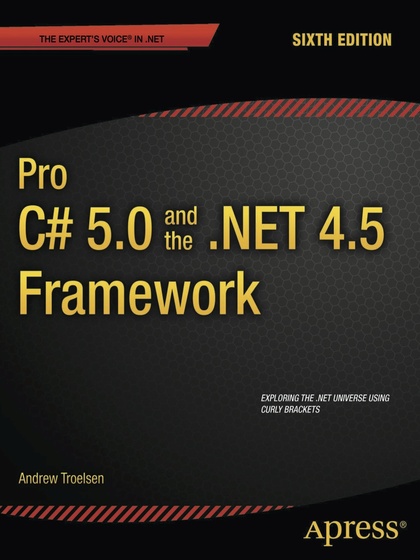 THE EXPERT'S VOICE® IN .NET
SIXTH EDITION
Pro
C# 5.0 and the .NET 4.5
Framework
EXPLORING THE .NET UNIVERSE USING
CURLY BRACKETS
Andrew Troelsen
Apress®